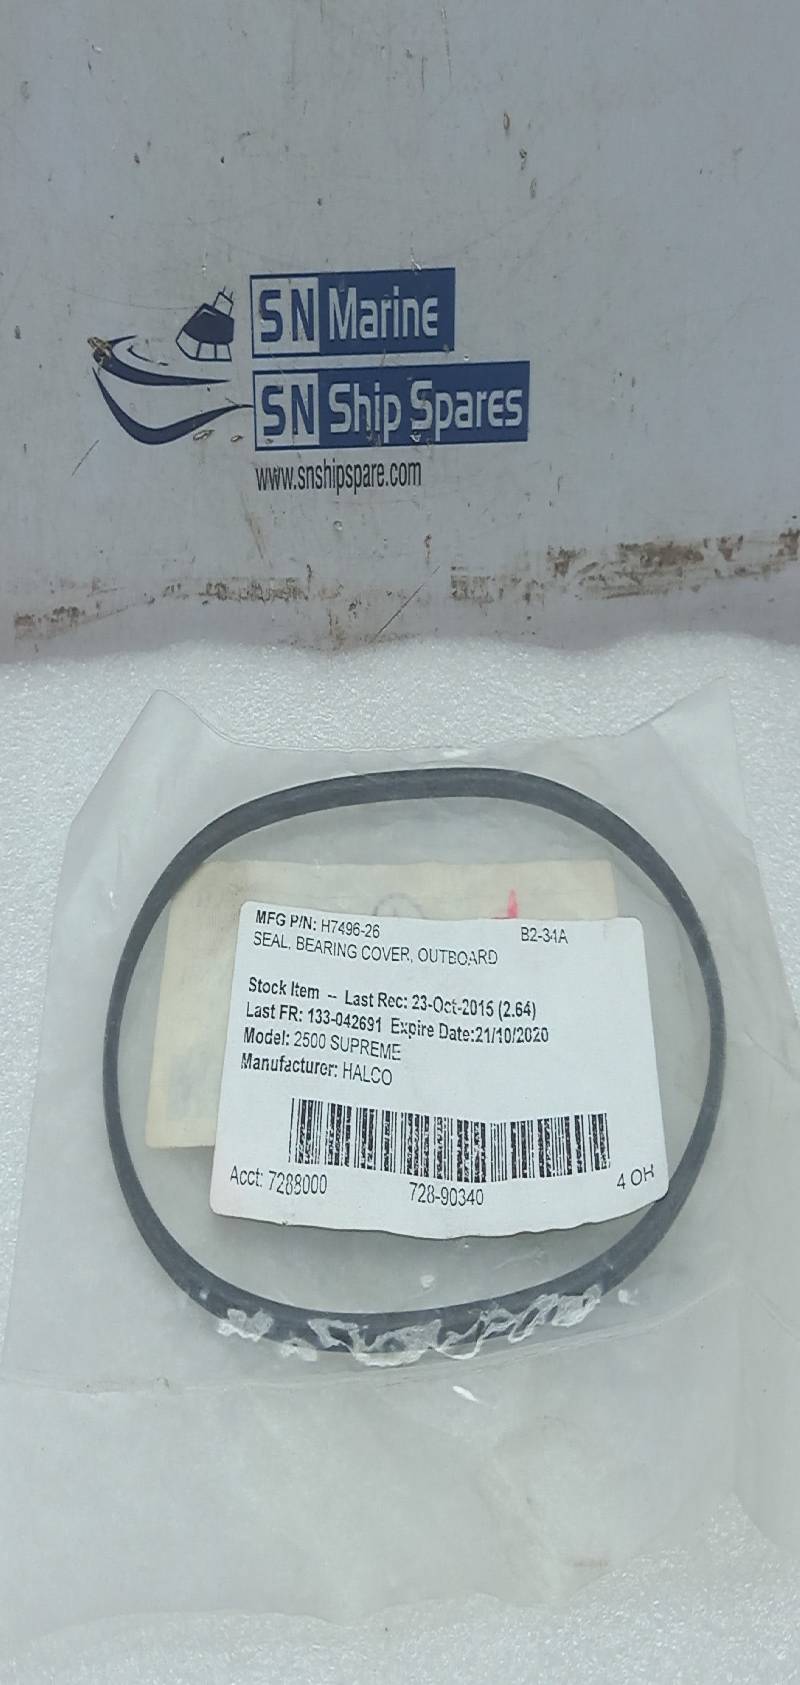 SN Marine
SN Ship Spares
www.snshipspare.com
MFG P/N: H7496-26 B2-34A
SEAL, BEARING COVER, OUTBOARD
Stock Item – Last Rec: 23-Oct-2015 (2.64)
Last FR: 133-042691 Expire Date:21/10/2020
Model: 2500 SUPREME
Manufacturer: HALCO
Acct: 7288000 728-90340 4 OH